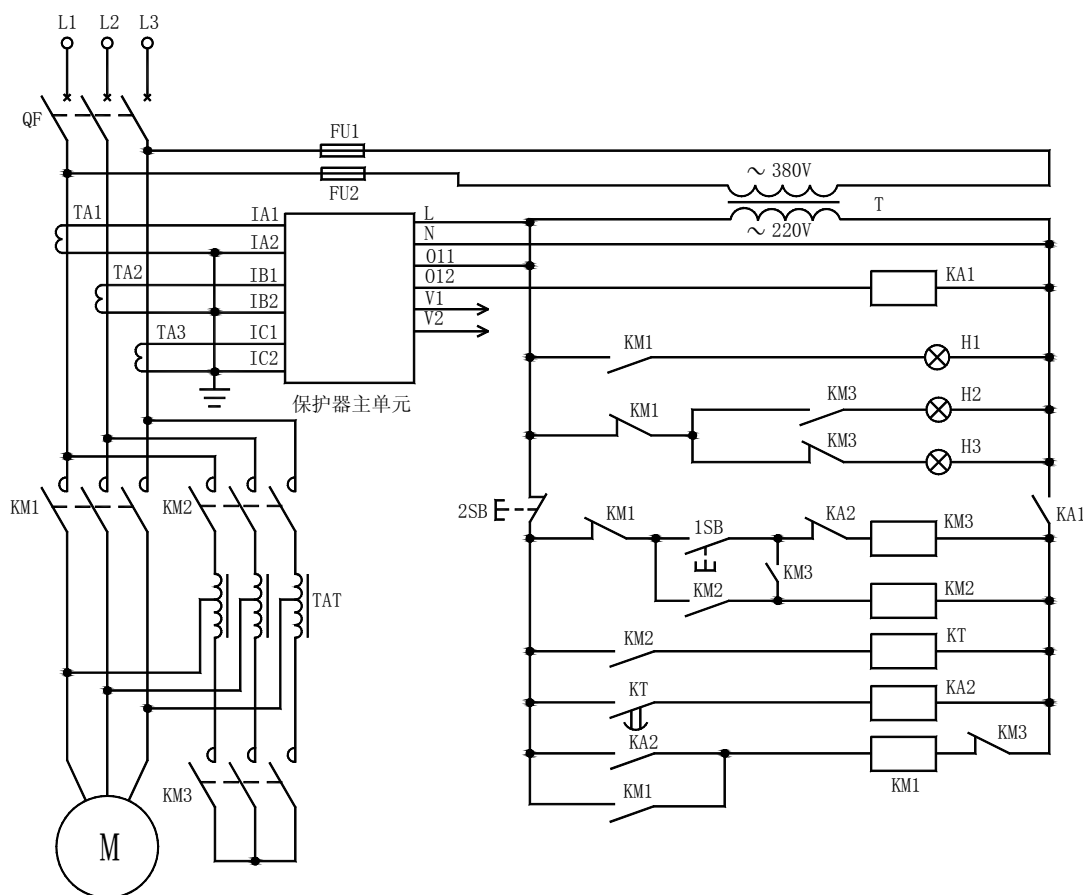 L1 L2 L3
QF
FU1
FU2
～380V
T
～220V
TA1
IA1
IA2
TA2
IB1
IB2
TA3
IC1
IC2
L
N
O11
O12
V1
V2
保护器主单元
KA1
KM1
H1
KM1
KM3
H2
KM3
H3
KM1
KM2
2SB
KM1
1SB
KA2
KM3
KA1
KM3
KM2
KM2
TAT
KM2
KT
KT
KA2
KA2
KM3
KM1
KM1
KM3
M